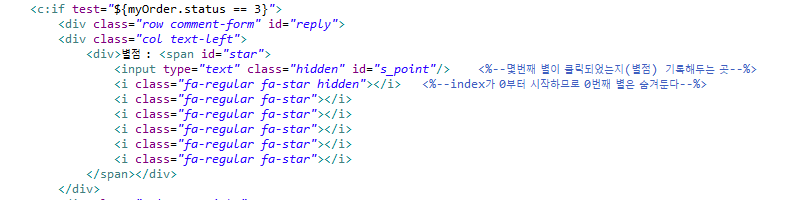 <c:if test="${myOrder.status == 3}">
<div class="row comment-form" id="reply">
<div class="col text-left">
<div>별점 : <span id="star">
<input type="text" class="hidden" id="s_point"/> <%--몇번째 별이 클릭되었는지(별점) 기록해두는 곳--%>
<i class="fa-regular fa-star hidden"></i> <%--index가 0부터 시작하므로 0번째 별은 숨겨둔다--%>
<i class="fa-regular fa-star"></i>
<i class="fa-regular fa-star"></i>
<i class="fa-regular fa-star"></i>
<i class="fa-regular fa-star"></i>
<i class="fa-regular fa-star"></i>
</span></div>
</div>